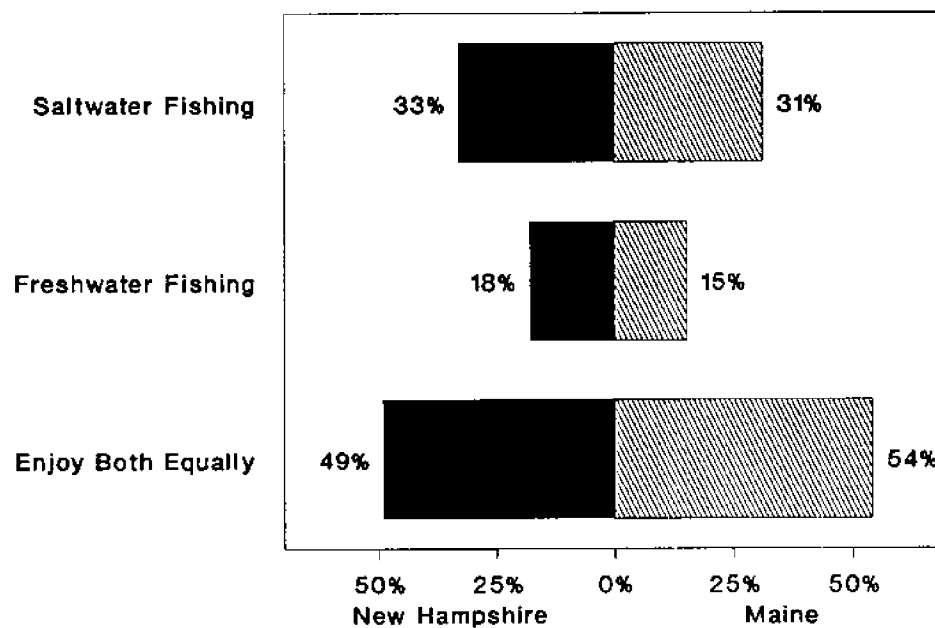 Saltwater Fishing 33% 31%
Freshwater Fishing 18% 15%
Enjoy Both Equally 49% 54%
50% 25% 0% 25% 50%
New Hampshire Maine